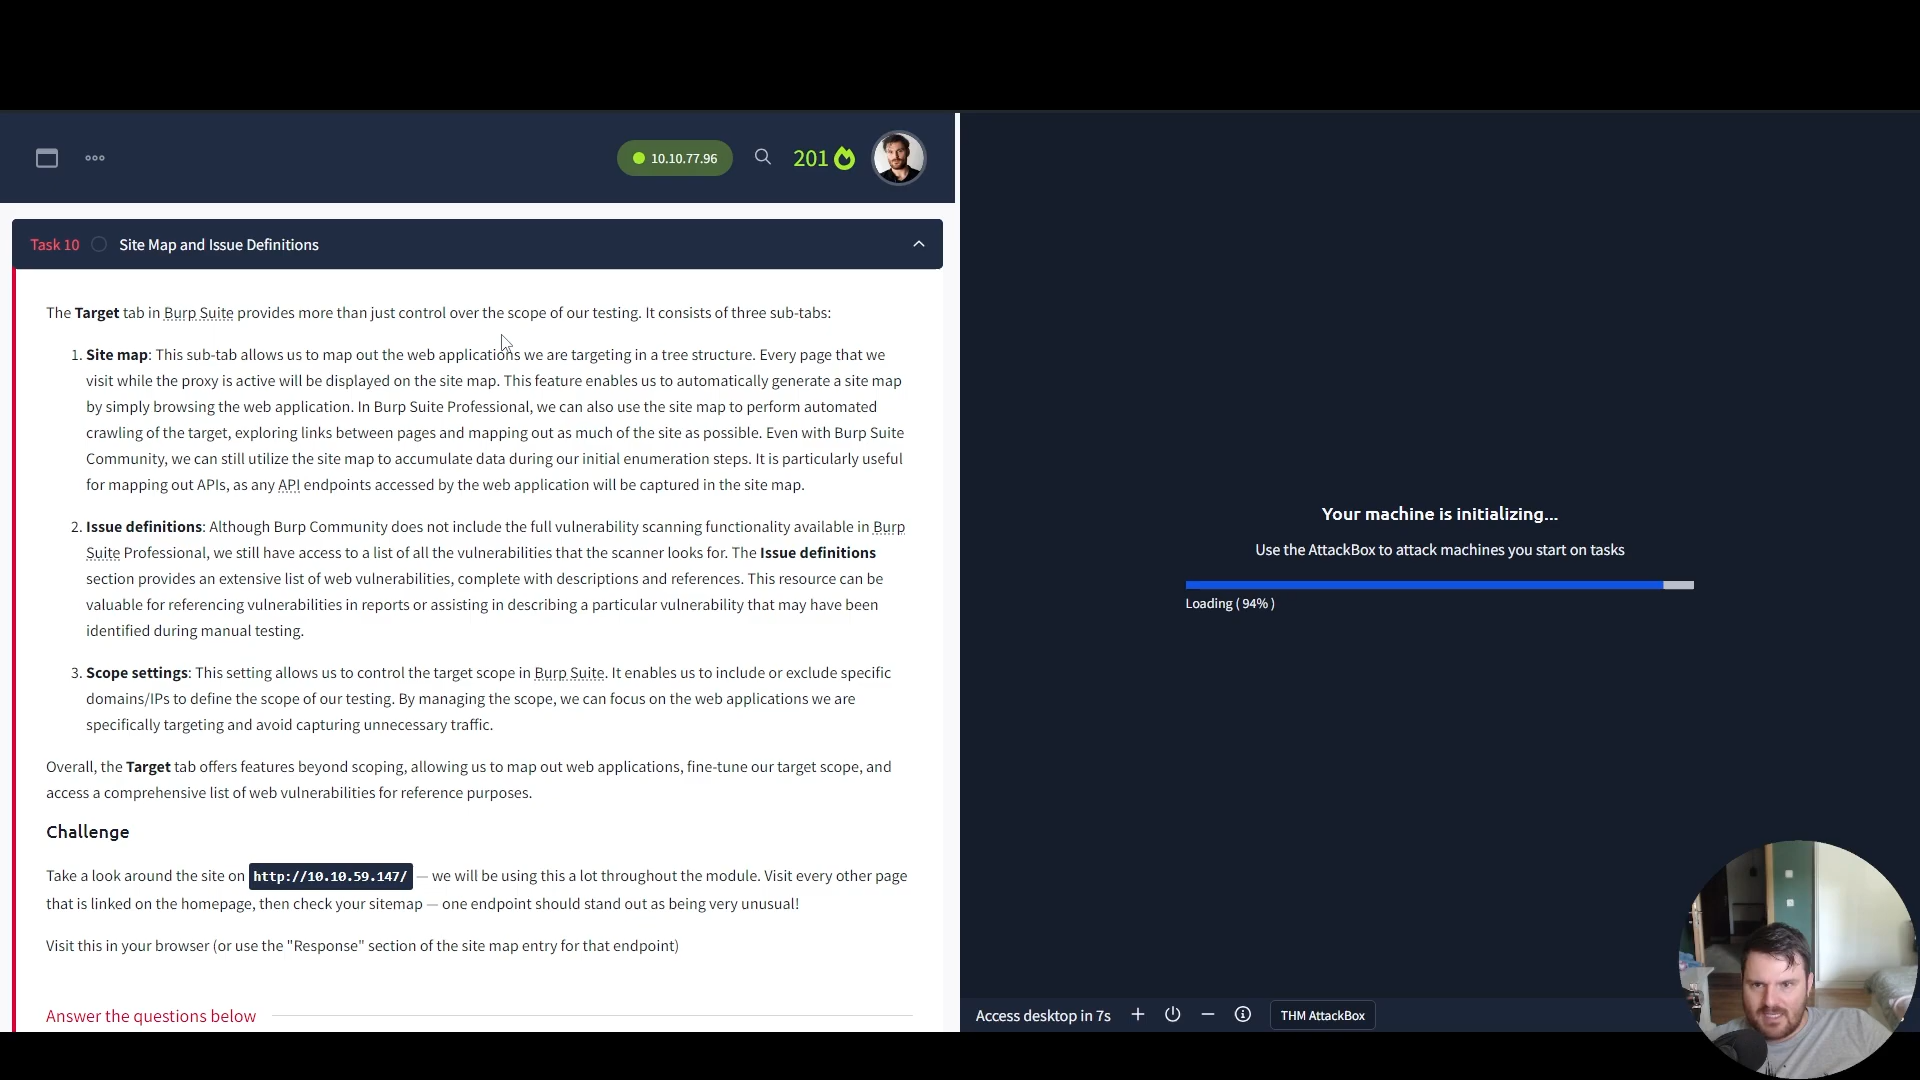 10.10.77.96
201
Task 10
Site Map and Issue Definitions
The Target tab in Burp Suite provides more than just control over the scope of our testing. It consists of three sub-tabs:
1. Site map: This sub-tab allows us to map out the web applications we are targeting in a tree structure. Every page that we
visit while the proxy is active will be displayed on the site map. This feature enables us to automatically generate a site map
by simply browsing the web application. In Burp Suite Professional, we can also use the site map to perform automated
crawling of the target, exploring links between pages and mapping out as much of the site as possible. Even with Burp Suite
Community, we can still utilize the site map to accumulate data during our initial enumeration steps. It is particularly useful
for mapping out APIs, as any API endpoints accessed by the web application will be captured in the site map.
2. Issue definitions: Although Burp Community does not include the full vulnerability scanning functionality available in Burp
Suite Professional, we still have access to a list of all the vulnerabilities that the scanner looks for. The Issue definitions
section provides an extensive list of web vulnerabilities, complete with descriptions and references. This resource can be
valuable for referencing vulnerabilities in reports or assisting in describing a particular vulnerability that may have been
identified during manual testing.
3. Scope settings: This setting allows us to control the target scope in Burp Suite. It enables us to include or exclude specific
domains/IPs to define the scope of our testing. By managing the scope, we can focus on the web applications we are
specifically targeting and avoid capturing unnecessary traffic.
Overall, the Target tab offers features beyond scoping, allowing us to map out web applications, fine-tune our target scope, and
access a comprehensive list of web vulnerabilities for reference purposes.
Challenge
Take a look around the site on http://10.10.59.147/ — we will be using this a lot throughout the module. Visit every other page
that is linked on the homepage, then check your sitemap — one endpoint should stand out as being very unusual!
Visit this in your browser (or use the "Response" section of the site map entry for that endpoint)
Answer the questions below
Your machine is initializing...
Use the AttackBox to attack machines you start on tasks
Loading ( 94% )
Access desktop in 7s
THM AttackBox